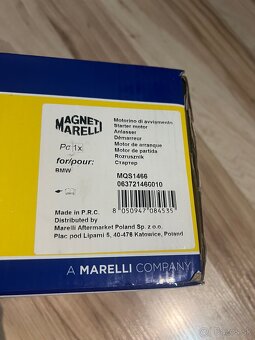 MAGNETI
MARELLI
Pc 1x
for/pour:
BMW
Motorino di avviamento
Starter motor
Anlasser
Démarreur
Motor de arranque
Motor de partida
Rozrusznik
Стартер
MQS1466
063721460010
8 050947 084535
Made in P.R.C.
Distributed by
Marelli Aftermarket Poland Sp. z o.o.
Plac pod Lipami 5, 40-476 Katowice, Poland
A MARELLI COMPANY